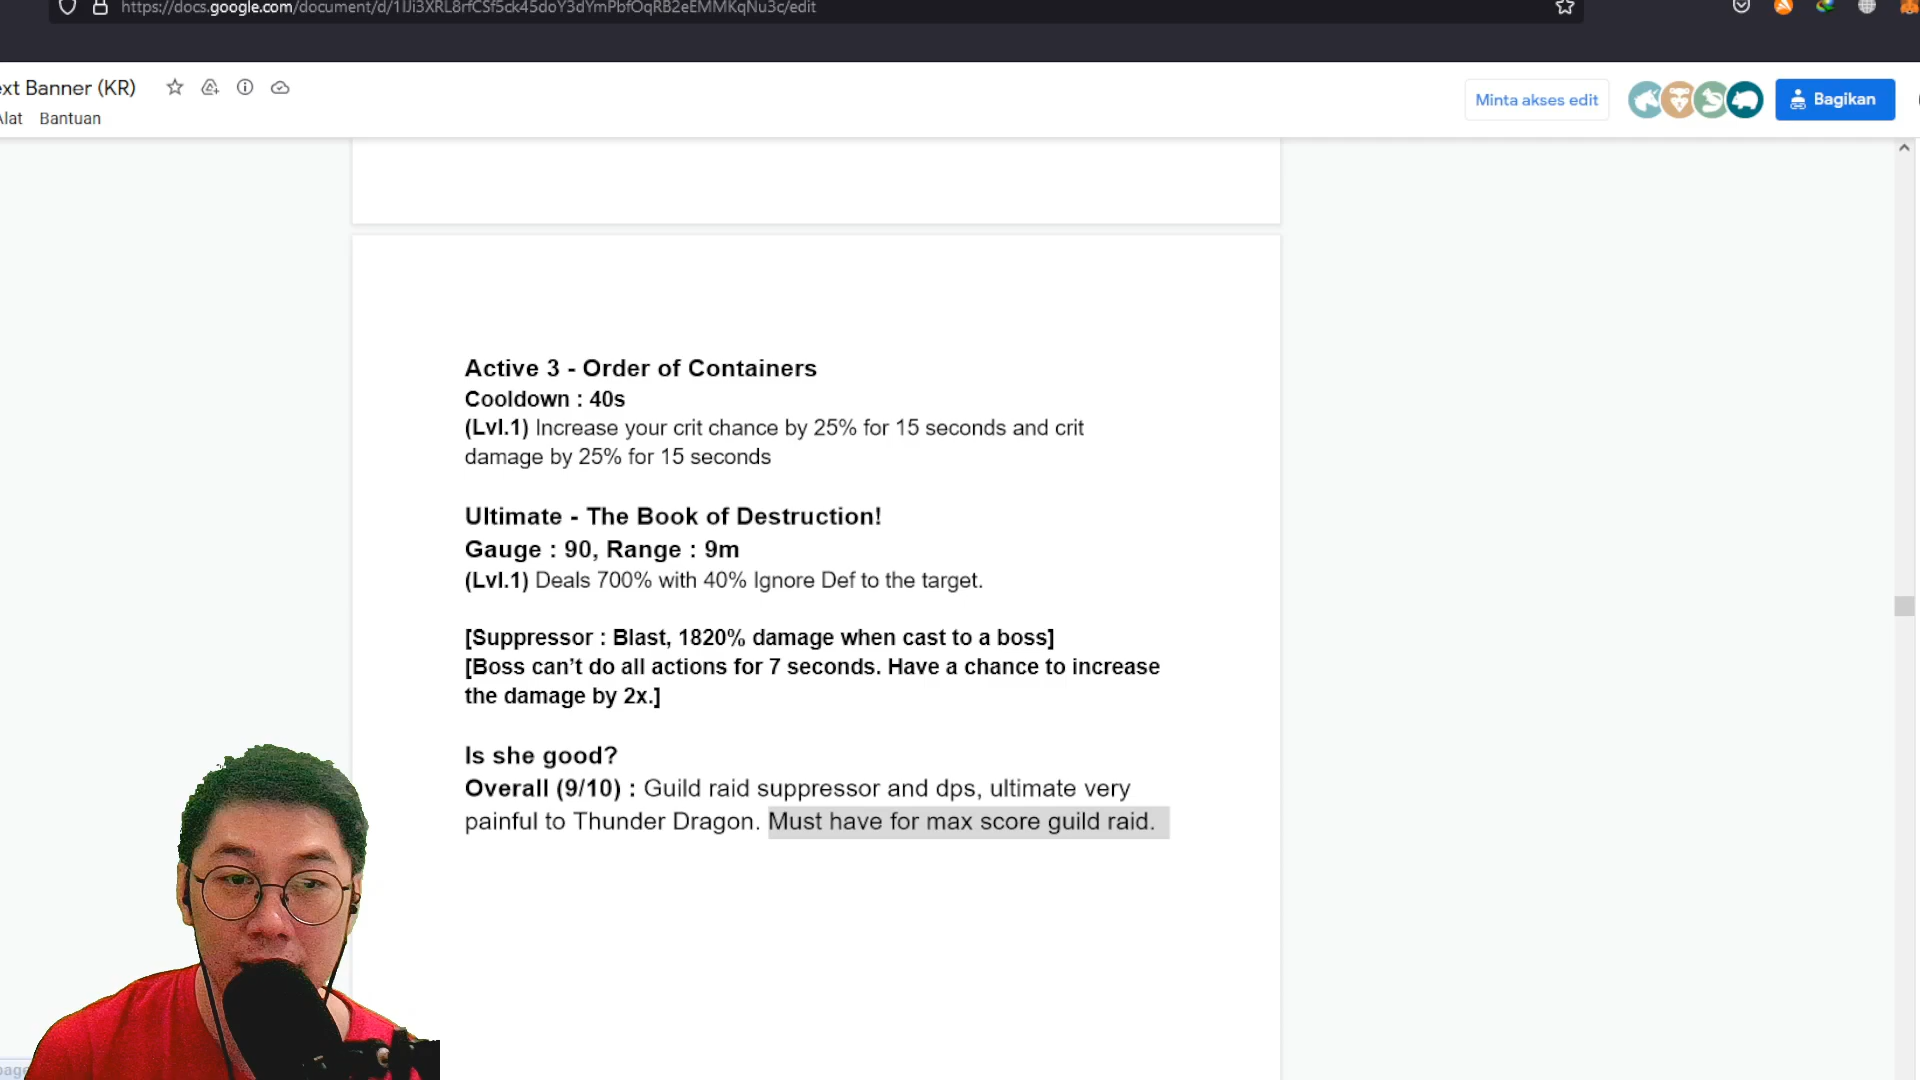 https://docs.google.com/document/d/1IJi3XRL8rfCSf5ck45doY3dYmPbfOqRB2eEMMKqNu3c/edit
ext Banner (KR)
Alat Bantuan
Minta akses edit
Bagikan
Active 3 - Order of Containers
Cooldown : 40s
(Lvl.1) Increase your crit chance by 25% for 15 seconds and crit
damage by 25% for 15 seconds
Ultimate - The Book of Destruction!
Gauge : 90, Range : 9m
(Lvl.1) Deals 700% with 40% Ignore Def to the target.
[Suppressor : Blast, 1820% damage when cast to a boss]
[Boss can’t do all actions for 7 seconds. Have a chance to increase
the damage by 2x.]
Is she good?
Overall (9/10) : Guild raid suppressor and dps, ultimate very
painful to Thunder Dragon. Must have for max score guild raid.
page